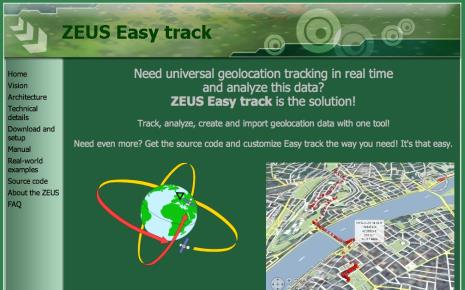 ZEUS Easy track
Home
Vision
Architecture
Technical
details
Download and
setup
Manual
Real-world
examples
Source code
About the ZEUS
FAQ
Need universal geolocation tracking in real time
and analyze this data?
ZEUS Easy track is the solution!
Track, analyze, create and import geolocation data with one tool!
Need even more? Get the source code and customize Easy track the way you need! It's that easy.